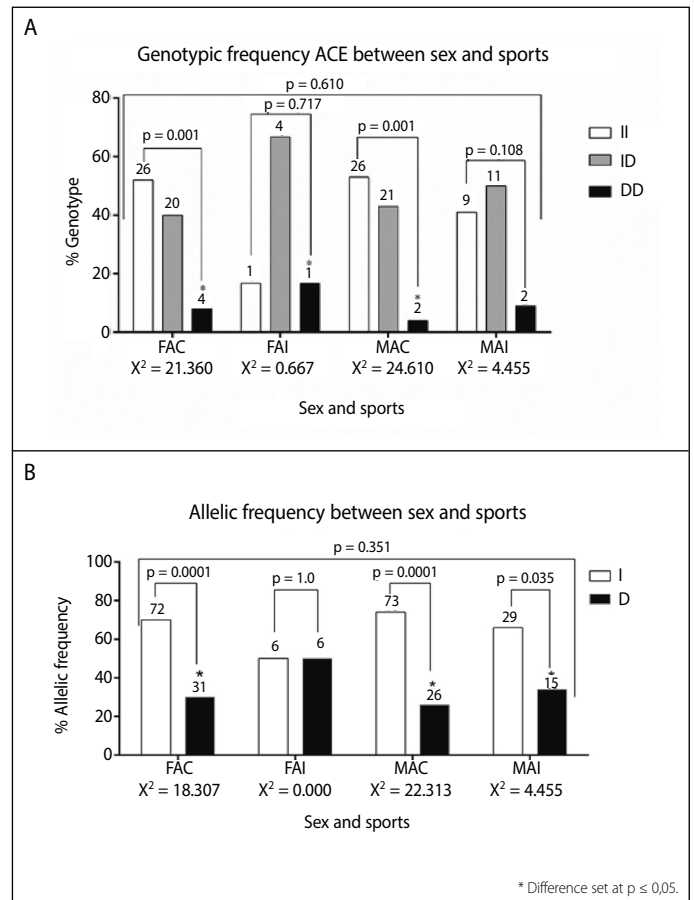 A
Genotypic frequency ACE between sex and sports
p = 0.610
p = 0.717
p = 0.001
p = 0.001
p = 0.108
80
60
40
20
0
% Genotype
26
20
*
4
1
4
*
1
26
21
*
2
9
11
2
II
ID
DD
FAC FAI MAC MAI
X² = 21.360 X² = 0.667 X² = 24.610 X² = 4.455
Sex and sports
B
Allelic frequency between sex and sports
p = 0.351
p = 0.0001 p = 1.0 p = 0.0001 p = 0.035
100
80
60
40
20
0
% Allelic frequency
72
*
31
6
6
73
*
26
29
*
15
I
D
FAC FAI MAC MAI
X² = 18.307 X² = 0.000 X² = 22.313 X² = 4.455
Sex and sports
* Difference set at p ≤ 0,05.